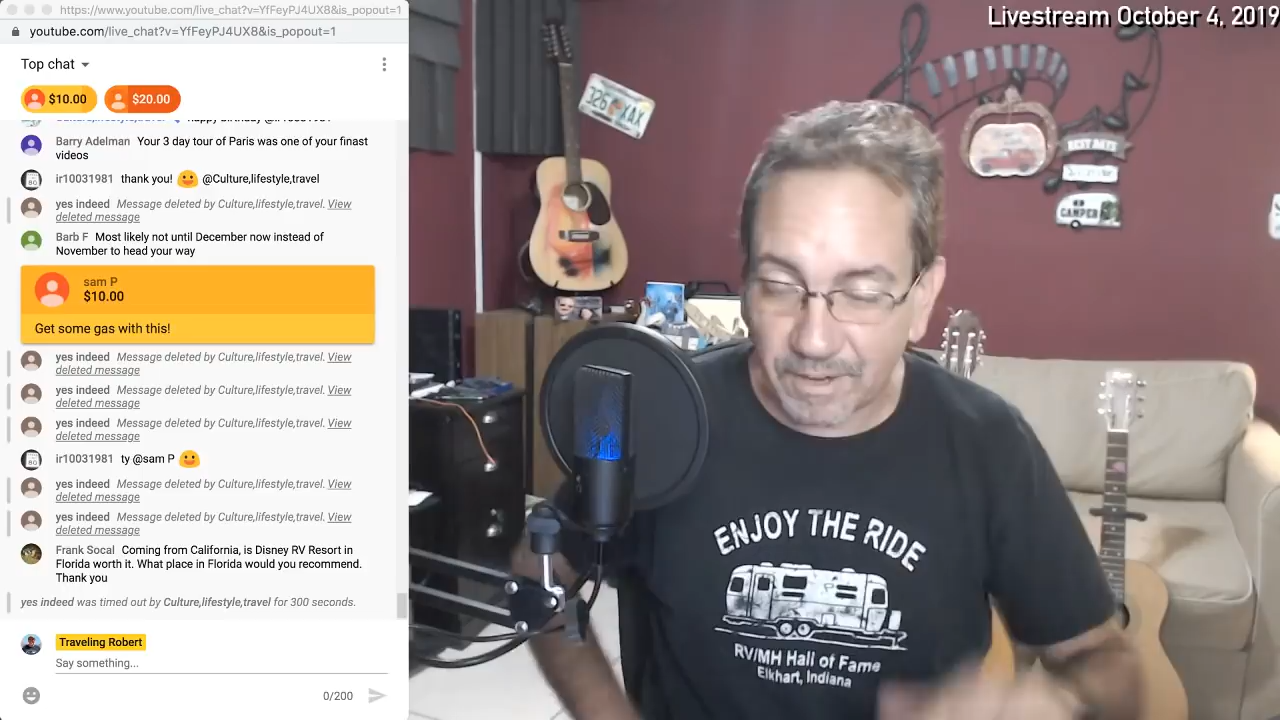 https://www.youtube.com/live_chat?v=YfFeyPJ4UX8&is_popout=1
youtube.com/live_chat?v=YfFeyPJ4UX8&is_popout=1
Top chat
$10.00 $20.00
Barry Adelman Your 3 day tour of Paris was one of your finast
videos
ir10031981 thank you! @Culture,lifestyle,travel
yes indeed Message deleted by Culture,lifestyle,travel. View
deleted message
Barb F Most likely not until December now instead of
November to head your way
sam P
$10.00
Get some gas with this!
yes indeed Message deleted by Culture,lifestyle,travel. View
deleted message
yes indeed Message deleted by Culture,lifestyle,travel. View
deleted message
yes indeed Message deleted by Culture,lifestyle,travel. View
deleted message
ir10031981 ty @sam P
yes indeed Message deleted by Culture,lifestyle,travel. View
deleted message
yes indeed Message deleted by Culture,lifestyle,travel. View
deleted message
Frank Socal Coming from California, is Disney RV Resort in
Florida worth it. What place in Florida would you recommend.
Thank you
yes indeed was timed out by Culture,lifestyle,travel for 300 seconds.
Traveling Robert
Say something...
0/200
Livestream October 4, 2019
326 XAX
BEST DAYS
CAMPER
ENJOY THE RIDE
RV/MH Hall of Fame
Elkhart, Indiana